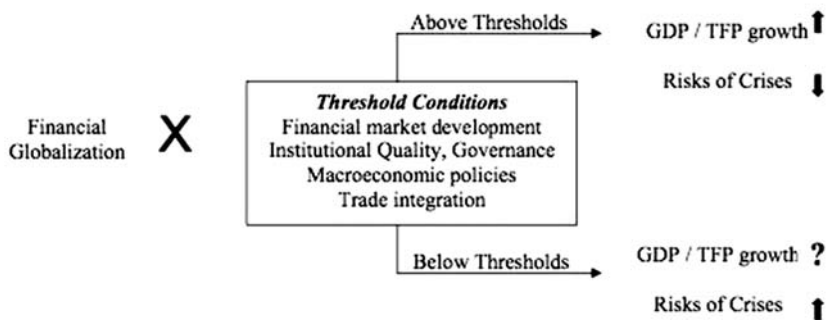 Above Thresholds
GDP / TFP growth
Risks of Crises
Threshold Conditions
Financial market development
Institutional Quality, Governance
Macroeconomic policies
Trade integration
Financial
Globalization
X
Below Thresholds
GDP / TFP growth ?
Risks of Crises